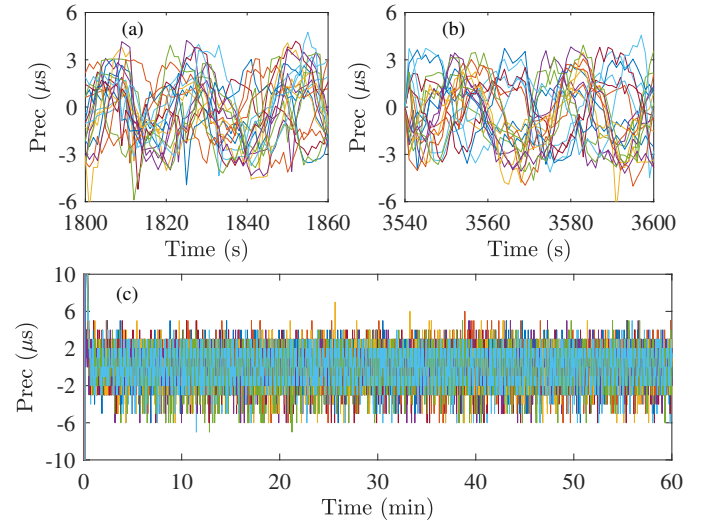 6
3
0
-3
-6
Prec (μs)
(a)
1800 1820 1840 1860
Time (s)
6
3
0
-3
-6
Prec (μs)
(b)
3540 3560 3580 3600
Time (s)
10
6
2
-2
-6
-10
Prec (μs)
(c)
0 10 20 30 40 50 60
Time (min)